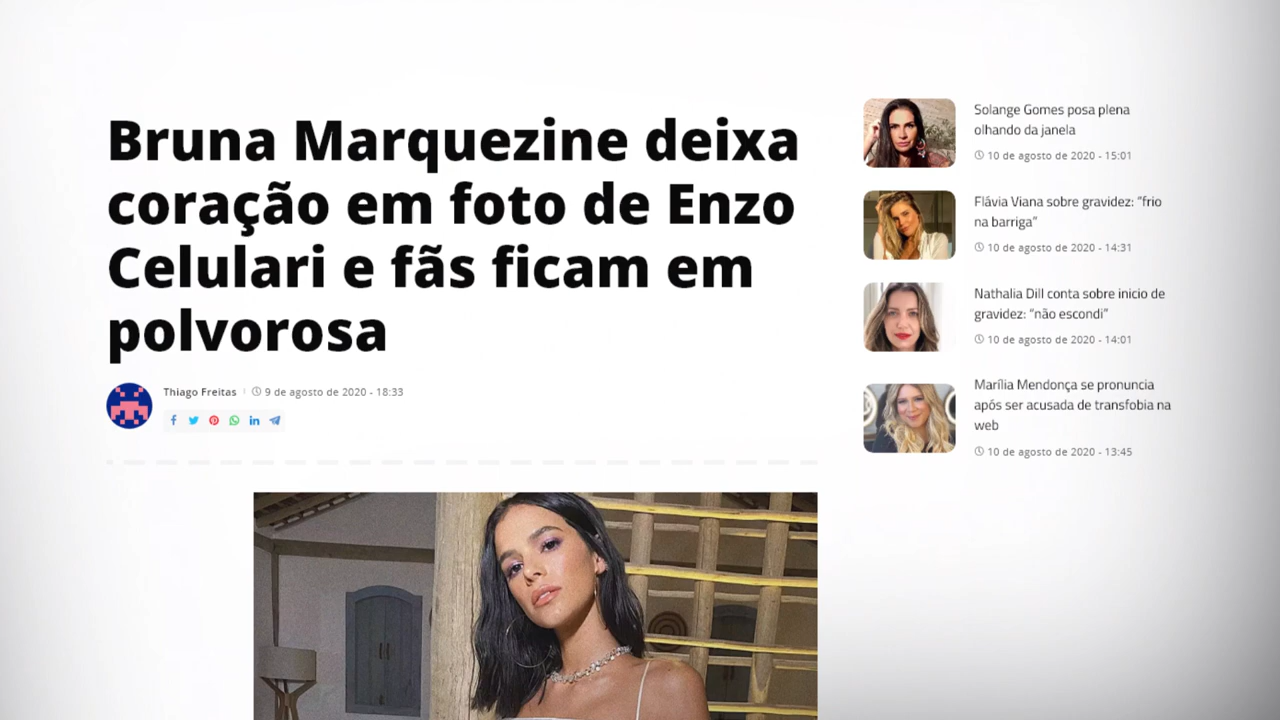 Bruna Marquezine deixa
coração em foto de Enzo
Celulari e fãs ficam em
polvorosa
Thiago Freitas
9 de agosto de 2020 - 18:33
Solange Gomes posa plena
olhando da janela
10 de agosto de 2020 - 15:01
Flávia Viana sobre gravidez: “frio
na barriga”
10 de agosto de 2020 - 14:31
Nathalia Dill conta sobre inicio de
gravidez: “não escondi”
10 de agosto de 2020 - 14:01
Marília Mendonça se pronuncia
após ser acusada de transfobia na
web
10 de agosto de 2020 - 13:45